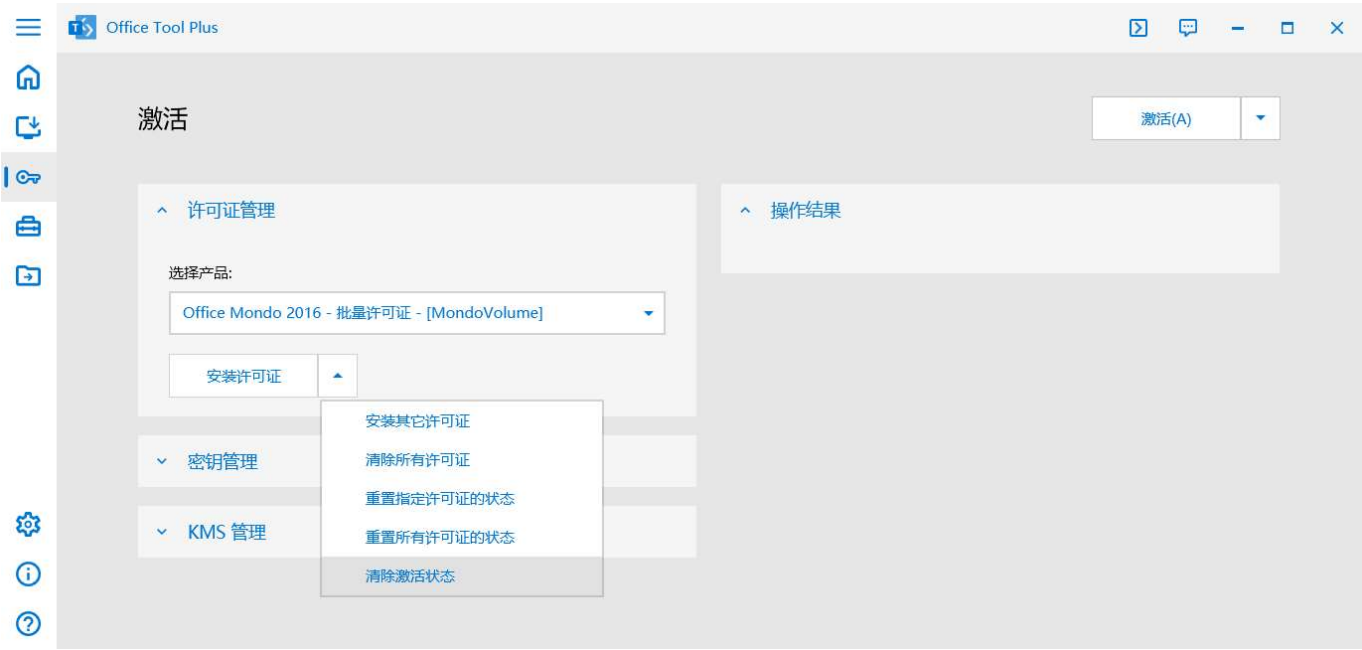 Office Tool Plus
激活
激活(A)
许可证管理
操作结果
选择产品:
Office Mondo 2016 - 批量许可证 - [MondoVolume]
安装许可证
安装其它许可证
清除所有许可证
密钥管理
重置指定许可证的状态
KMS 管理
重置所有许可证的状态
清除激活状态